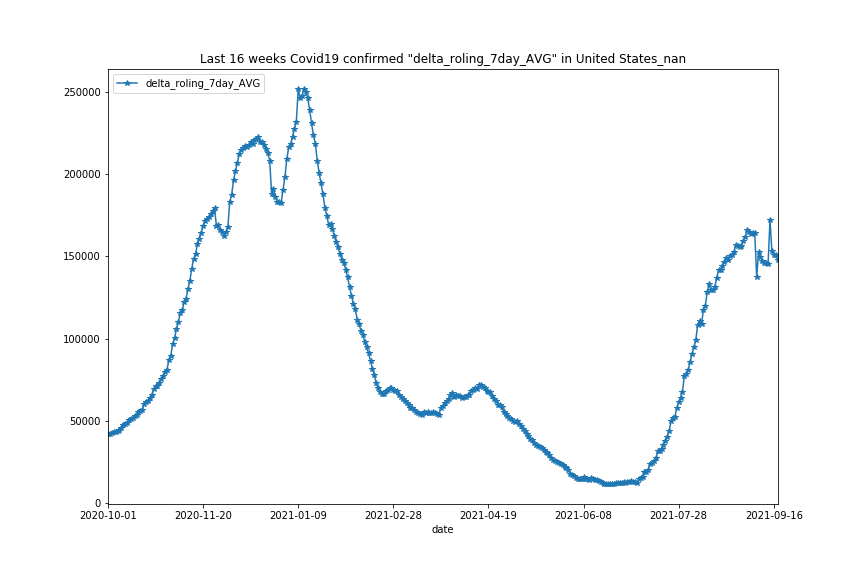 Last 16 weeks Covid19 confirmed "delta_roling_7day_AVG" in United States_nan
delta_roling_7day_AVG
250000
200000
150000
100000
50000
0
2020-10-01 2020-11-20 2021-01-09 2021-02-28 2021-04-19 2021-06-08 2021-07-28 2021-09-16
date